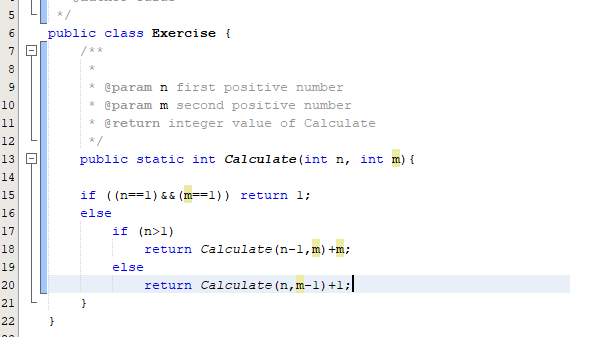 5 */
6 public class Exercise {
7 /**
8 *
9 * @param n first positive number
10 * @param m second positive number
11 * @return integer value of Calculate
12 */
13 public static int Calculate(int n, int m){
14
15 if ((n==1)&&(m==1)) return 1;
16 else
17 if (n>1)
18 return Calculate(n-1,m)+m;
19 else
20 return Calculate(n,m-1)+1;
21 }
22 }